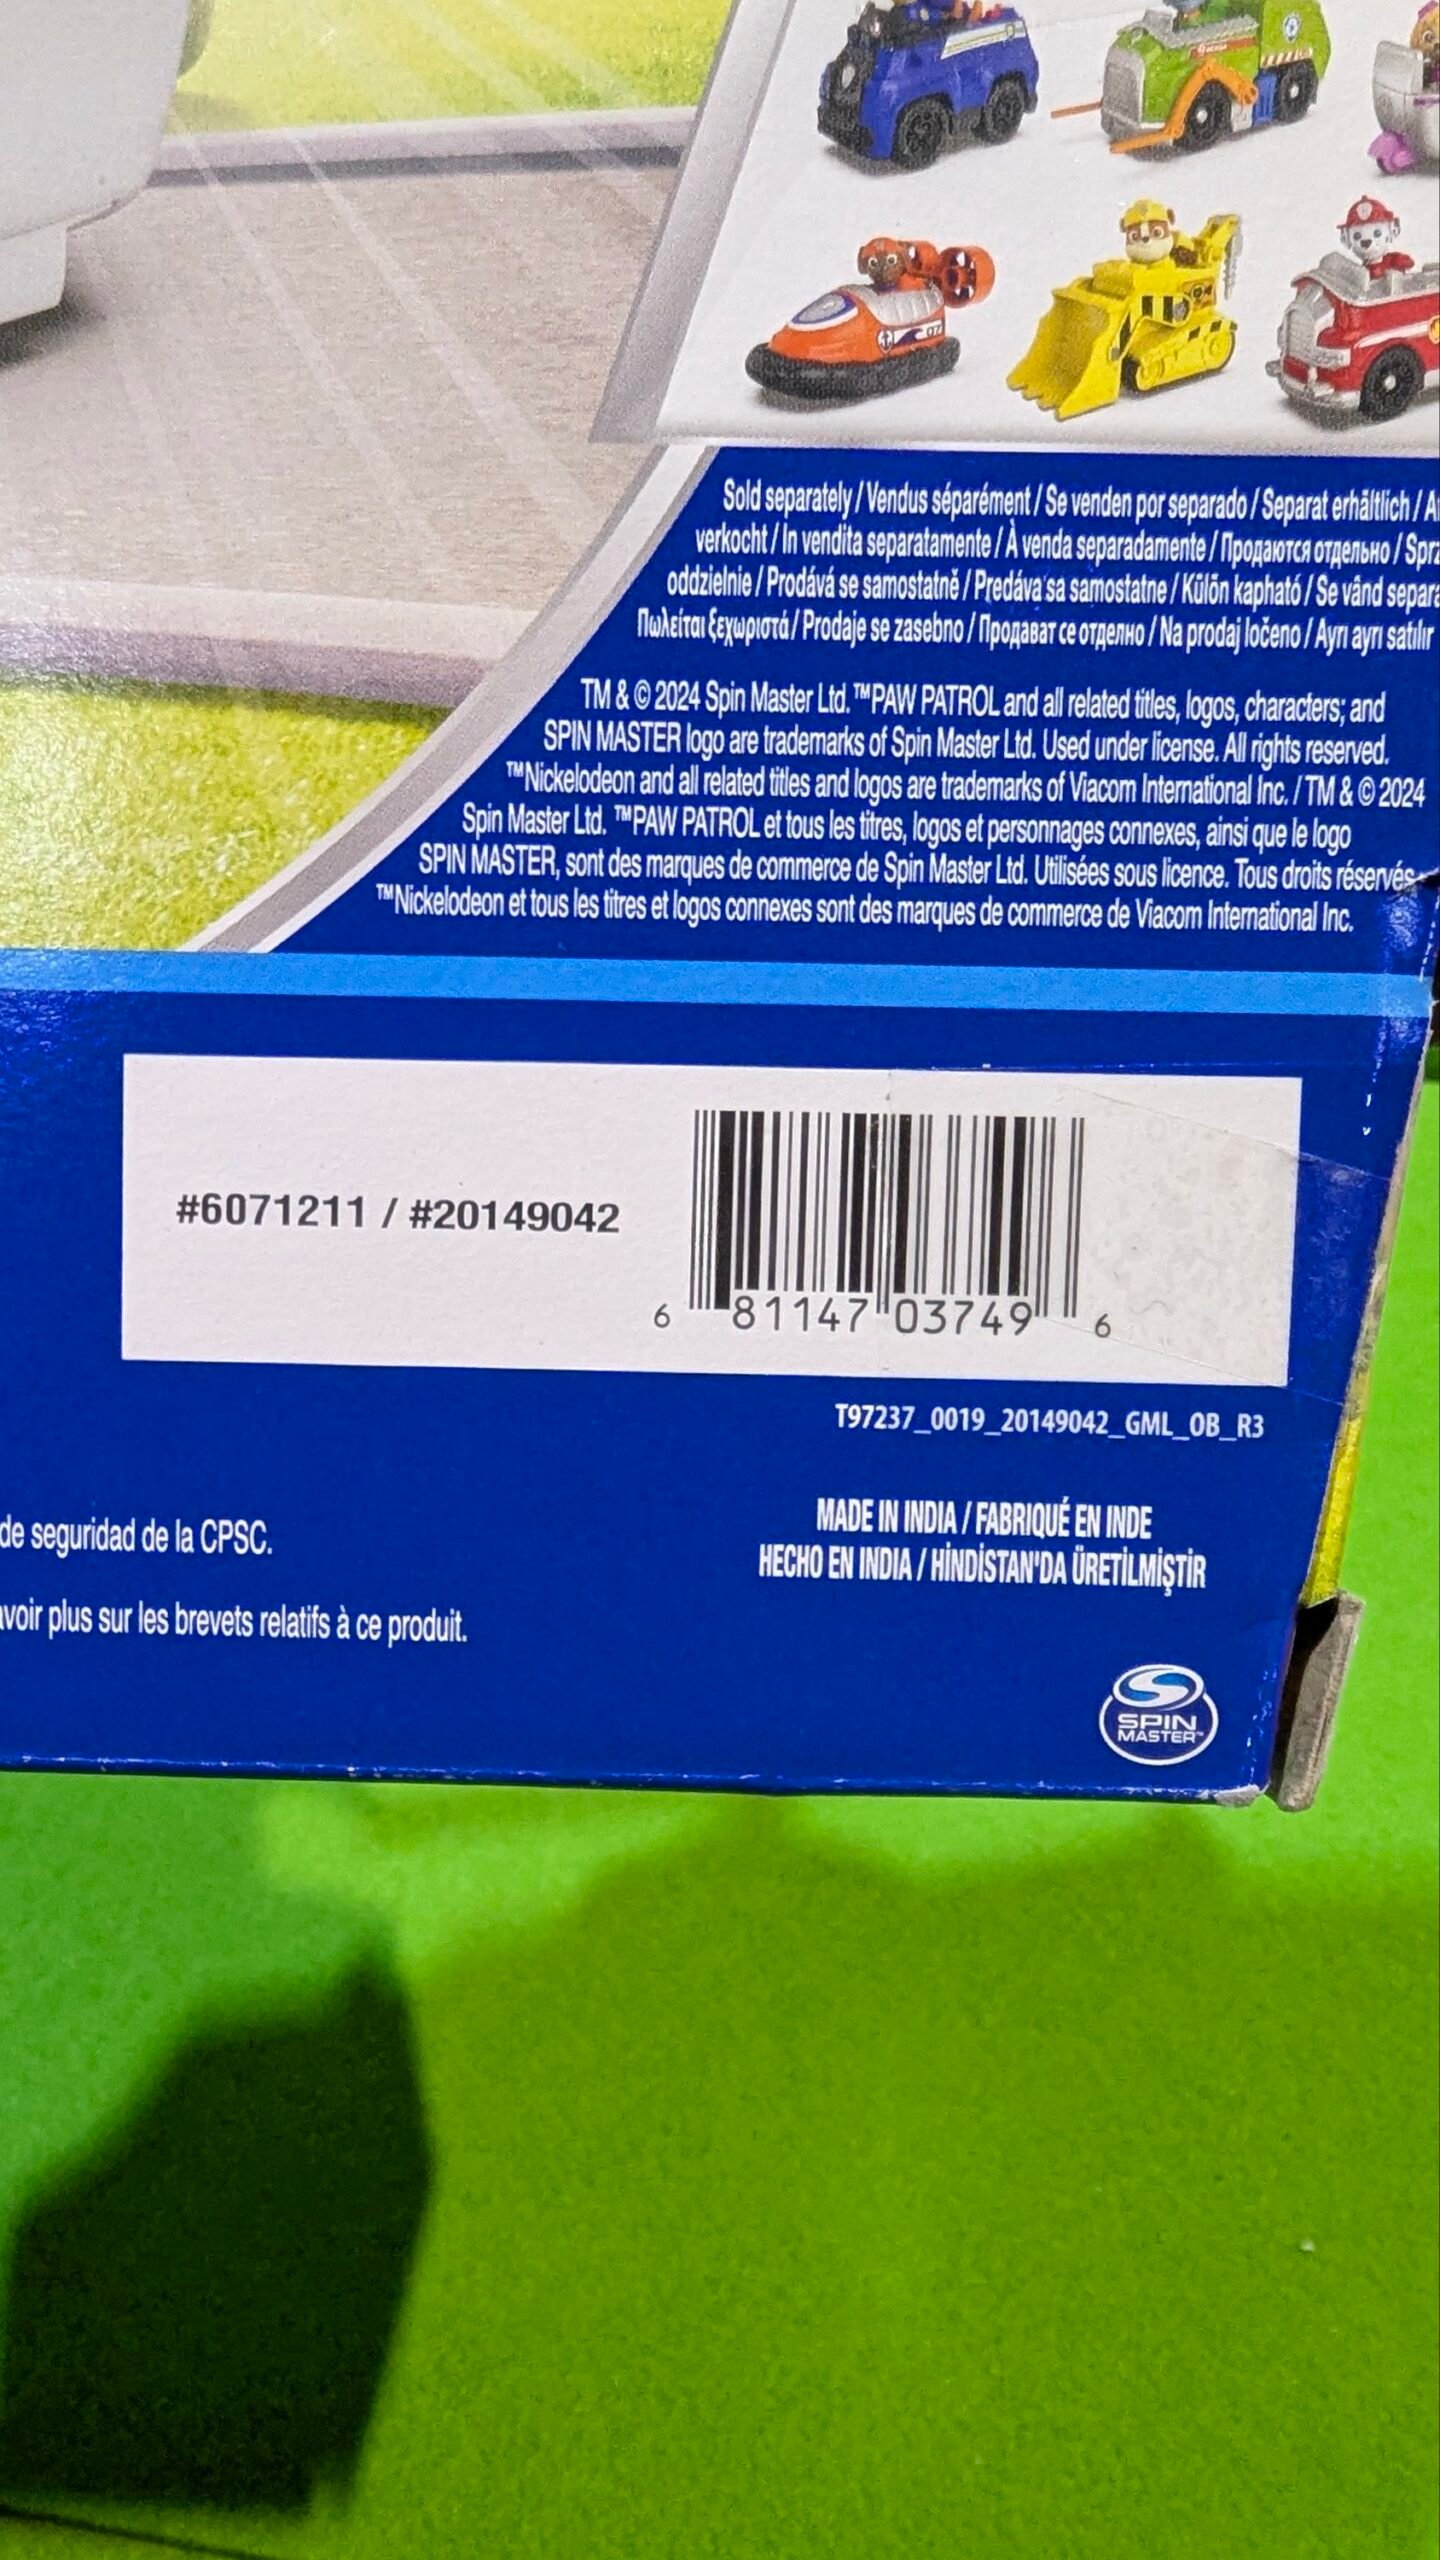 Sold separately / Vendus séparément / Se venden por separado / Separat erhältlich /
verkocht / In vendita separatamente / À venda separadamente / Продаются отдельно /
oddzielnie / Prodává se samostatně / Predáva sa samostatne / Külön kapható / Se vând
Πωλείται ξεχωριστά / Prodaje se zasebno / Продават се отделно / Na prodaj ločeno / Ayrı ayrı satılır
TM & © 2024 Spin Master Ltd. ™PAW PATROL and all related titles, logos, characters; and
SPIN MASTER logo are trademarks of Spin Master Ltd. Used under license. All rights reserved.
™Nickelodeon and all related titles and logos are trademarks of Viacom International Inc. / TM & © 2024
Spin Master Ltd. ™PAW PATROL et tous les titres, logos et personnages connexes, ainsi que le logo
SPIN MASTER, sont des marques de commerce de Spin Master Ltd. Utilisées sous licence. Tous droits réservés.
™Nickelodeon et tous les titres et logos connexes sont des marques de commerce de Viacom International Inc.
#6071211 / #20149042
6 81147 03749 6
T97237_0019_20149042_GML_OB_R3
MADE IN INDIA / FABRIQUÉ EN INDE
HECHO EN INDIA / HİNDİSTAN'DA ÜRETİLMİŞTİR
de seguridad de la CPSC.
avoir plus sur les brevets relatifs à ce produit.
SPIN
MASTER™